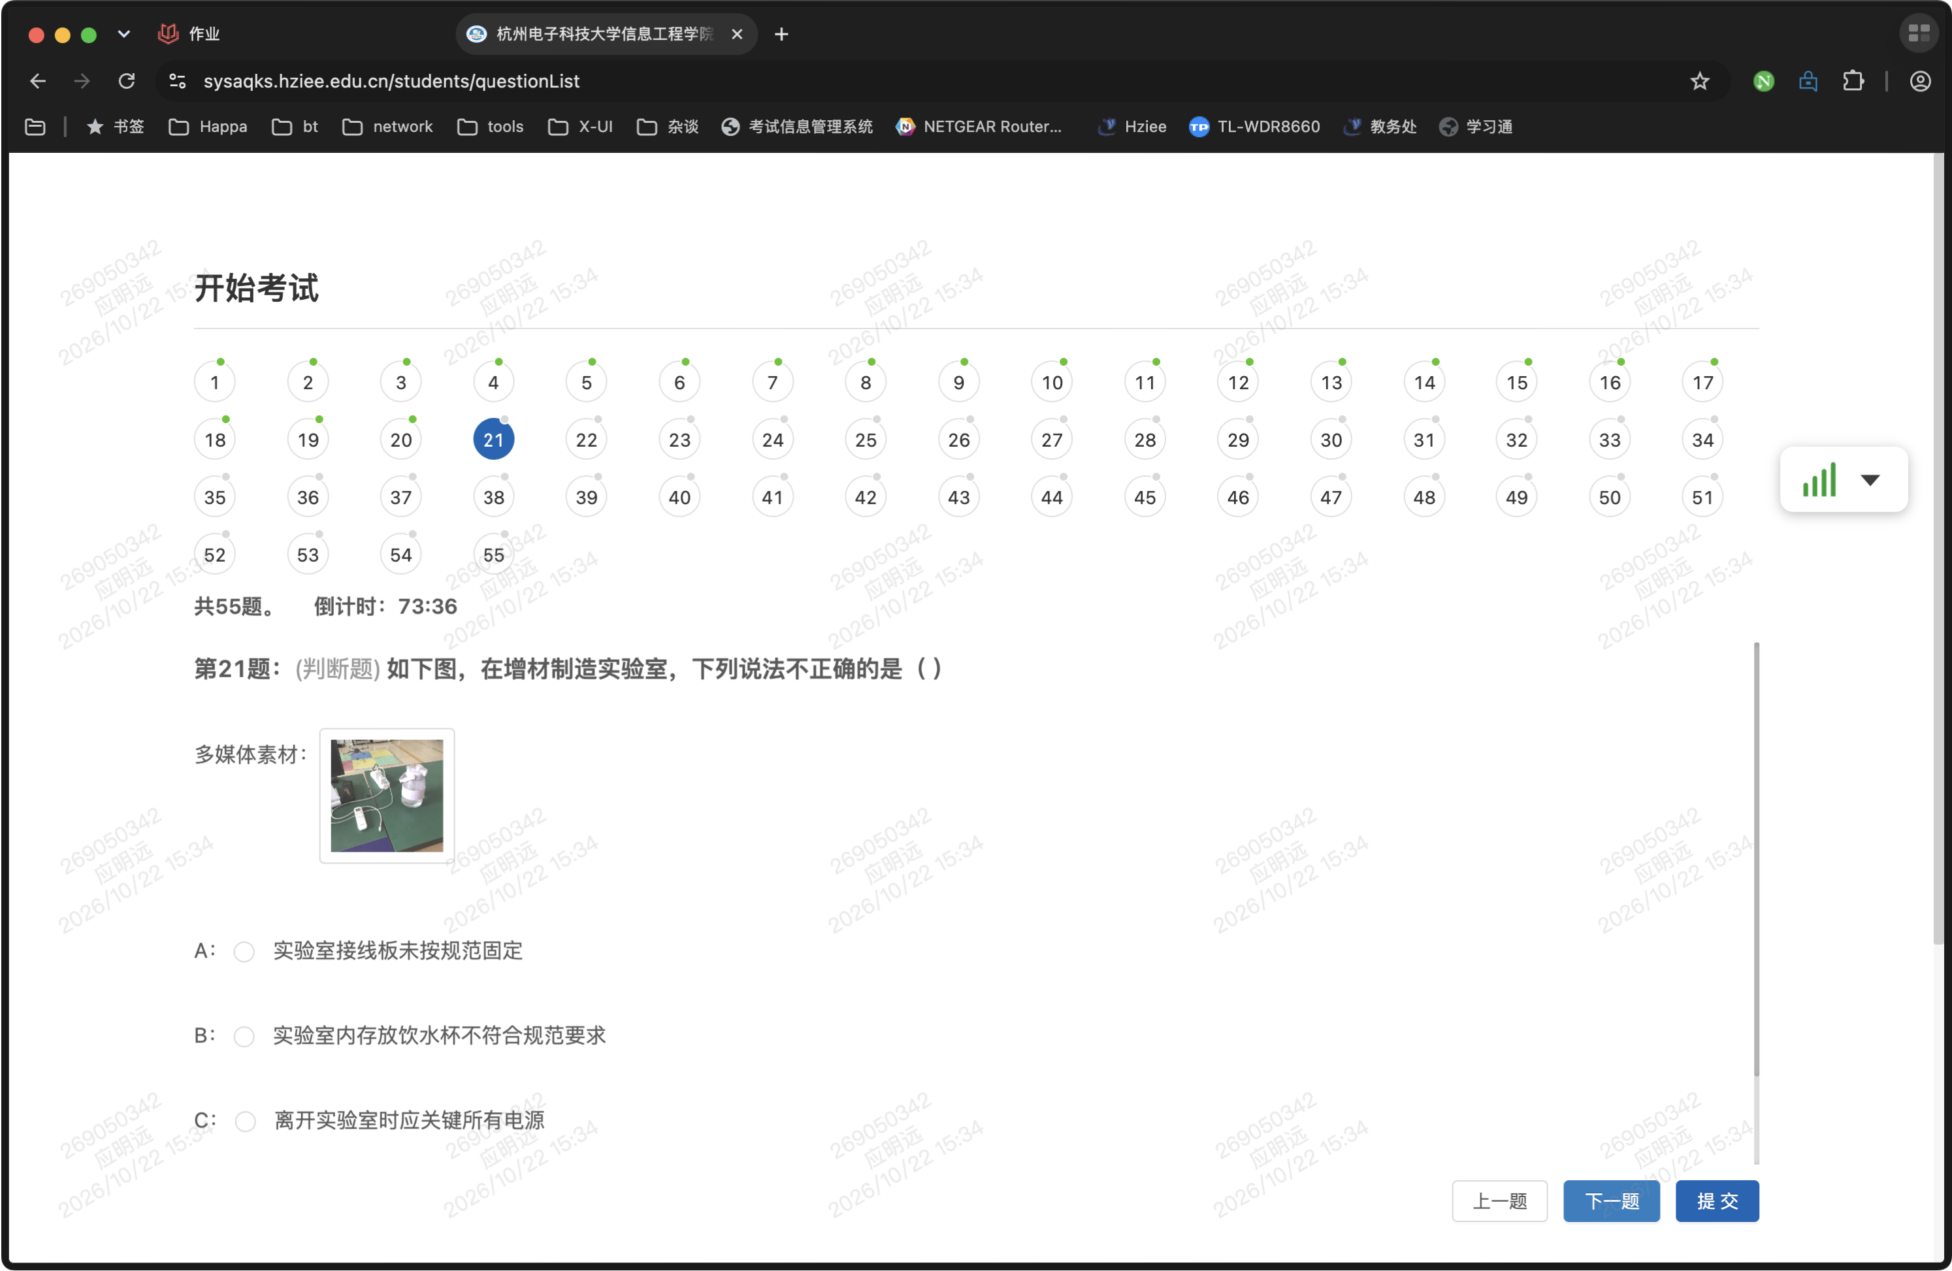 作业
杭州电子科技大学信息工程学院
sysaqks.hziee.edu.cn/students/questionList
书签 Happa bt network tools X-UI 杂谈 考试信息管理系统 NETGEAR Router... Hziee TP TL-WDR8660 教务处 学习通
开始考试
1 2 3 4 5 6 7 8 9 10 11 12 13 14 15 16 17
18 19 20 21 22 23 24 25 26 27 28 29 30 31 32 33 34
35 36 37 38 39 40 41 42 43 44 45 46 47 48 49 50 51
52 53 54 55
共55题。 倒计时：73:36
第21题：(判断题) 如下图，在增材制造实验室，下列说法不正确的是（ ）
多媒体素材：
A： 实验室接线板未按规范固定
B： 实验室内存放饮水杯不符合规范要求
C： 离开实验室时应关键所有电源
上一题 下一题 提 交
269050342
应明远
2026/10/22 15:34